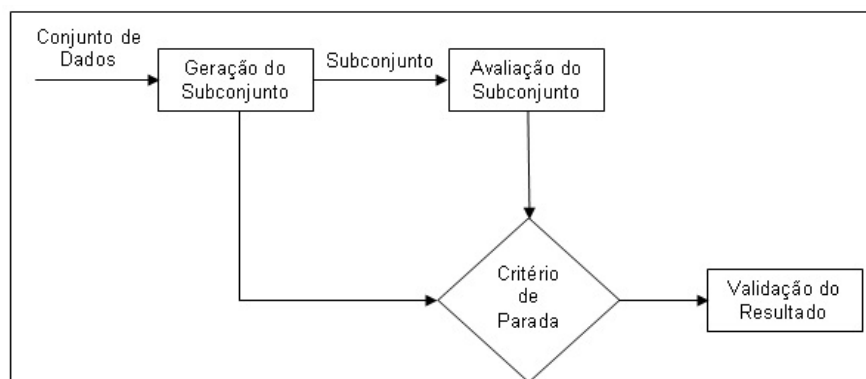 Conjunto de
Dados
Geração do
Subconjunto
Subconjunto
Avaliação do
Subconjunto
Critério
de
Parada
Validação do
Resultado